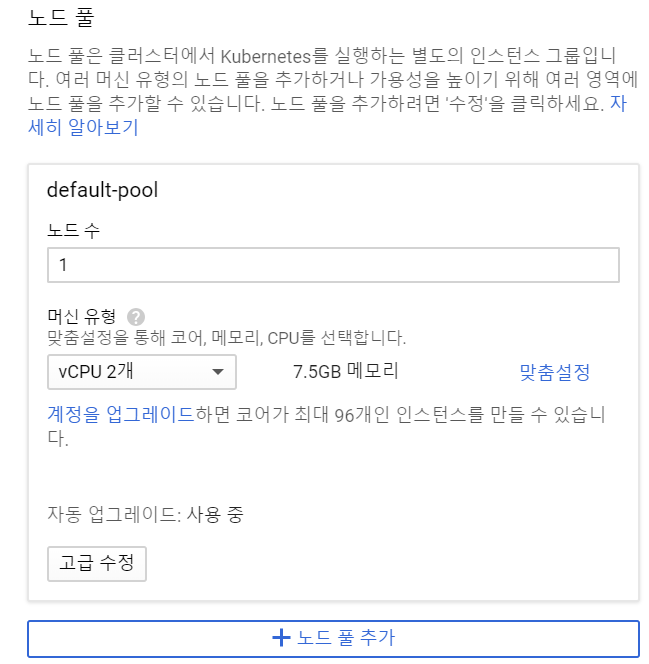 노드 풀
노드 풀은 클러스터에서 Kubernetes를 실행하는 별도의 인스턴스 그룹입니
다. 여러 머신 유형의 노드 풀을 추가하거나 가용성을 높이기 위해 여러 영역에
노드 풀을 추가할 수 있습니다. 노드 풀을 추가하려면 '수정'을 클릭하세요. 자
세히 알아보기
default-pool
노드 수
1
머신 유형 ?
맞춤설정을 통해 코어, 메모리, CPU를 선택합니다.
vCPU 2개 7.5GB 메모리 맞춤설정
계정을 업그레이드하면 코어가 최대 96개인 인스턴스를 만들 수 있습니
다.
자동 업그레이드: 사용 중
고급 수정
+ 노드 풀 추가